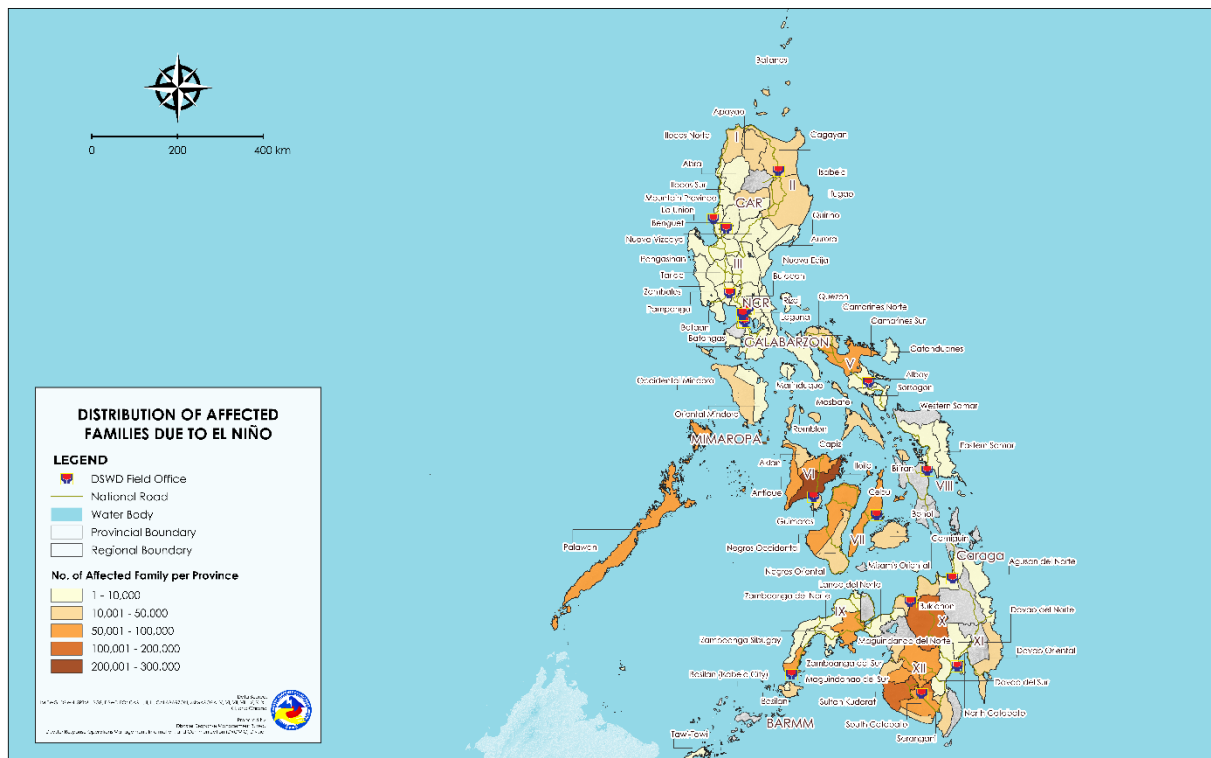 0 200 400 km
DISTRIBUTION OF AFFECTED
FAMILIES DUE TO EL NIÑO
LEGEND
DSWD Field Office
National Road
Water Body
Provincial Boundary
Regional Boundary
No. of Affected Family per Province
1 - 10,000
10,001 - 50,000
50,001 - 100,000
100,001 - 200,000
200,001 - 300,000
Batanes
Apayao
Ilocos Norte
I
Cagayan
Abra
Isabela
Ilocos Sur
II
Mountain Province
CAR
La Union
Quirino
Benguet
Nueva Vizcaya
Aurora
Pangasinan
III
Nueva Ecija
Tarlac
Bulacan
Zambales
NCR
Rizal
Quezon
Pampanga
Camarines Norte
Laguna
Bataan
Camarines Sur
Batangas
CALABARZON
Catanduanes
V
Albay
Occidental Mindoro
Marinduque
Sorsogon
Masbate
Western Samar
Oriental Mindoro
Romblon
MIMAROPA
Capiz
Eastern Samar
Aklan
VI
Iloilo
Biliran
VIII
Antique
Cebu
Guimaras
Bohol
Palawan
Negros Occidental
VII
Camiguin
Misamis Oriental
Caraga
Agusan del Norte
Negros Oriental
Lanao del Norte
Zamboanga del Norte
IX
Bukidnon
Davao del Norte
X
Zamboanga Sibugay
Maguindanao del Norte
XI
Davao Oriental
Zamboanga del Sur
XII
Basilan (Isabela City)
Maguindanao del Sur
Davao del Sur
Basilan
Sultan Kudarat
North Cotabato
BARMM
South Cotabato
Tawi-Tawi
Sarangani